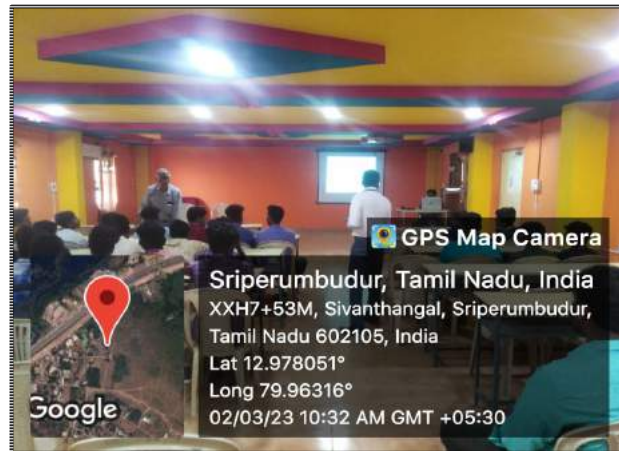 GPS Map Camera
Sriperumbudur, Tamil Nadu, India
XXH7+53M, Sivanthangal, Sriperumbudur,
Tamil Nadu 602105, India
Lat 12.978051°
Long 79.96316°
02/03/23 10:32 AM GMT +05:30
Google